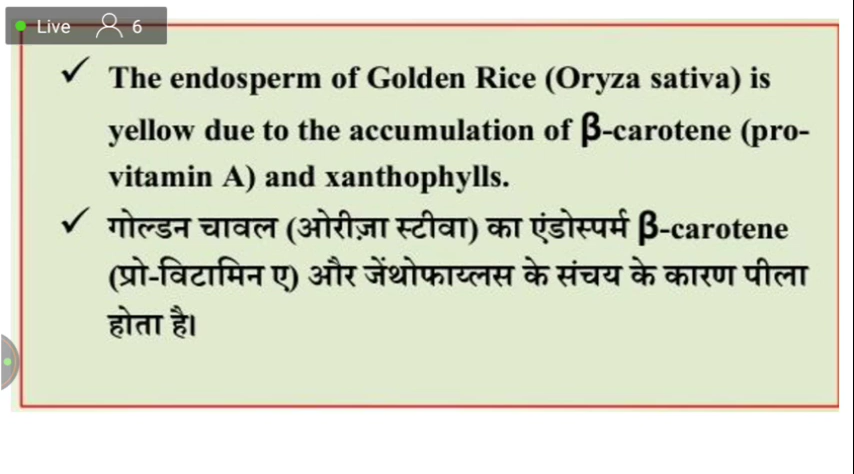 Live 6
✓ The endosperm of Golden Rice (Oryza sativa) is
yellow due to the accumulation of β-carotene (pro-
vitamin A) and xanthophylls.
✓ गोल्डन चावल (ओरीज़ा स्टीवा) का एंडोस्पर्म β-carotene
(प्रो-विटामिन ए) और जेंथोफाय्लस के संचय के कारण पीला
होता है।